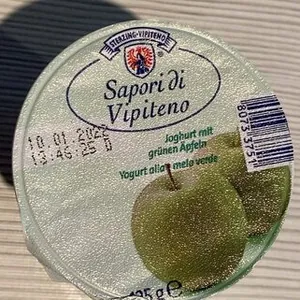 STERZING-VIPITENO
Sapori di
Vipiteno
10.01.2022
13:46:25 D
Joghurt mit
grünen Äpfeln
Yogurt alla mela verde
125g e